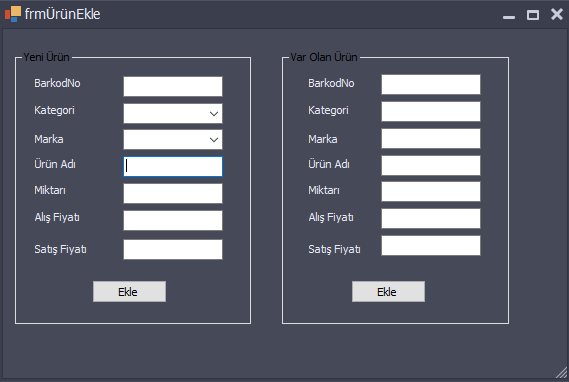 frmÜrünEkle
Yeni Ürün
BarkodNo
Kategori
Marka
Ürün Adı
Miktarı
Alış Fiyatı
Satış Fiyatı
Ekle
Var Olan Ürün
BarkodNo
Kategori
Marka
Ürün Adı
Miktarı
Alış Fiyatı
Satış Fiyatı
Ekle